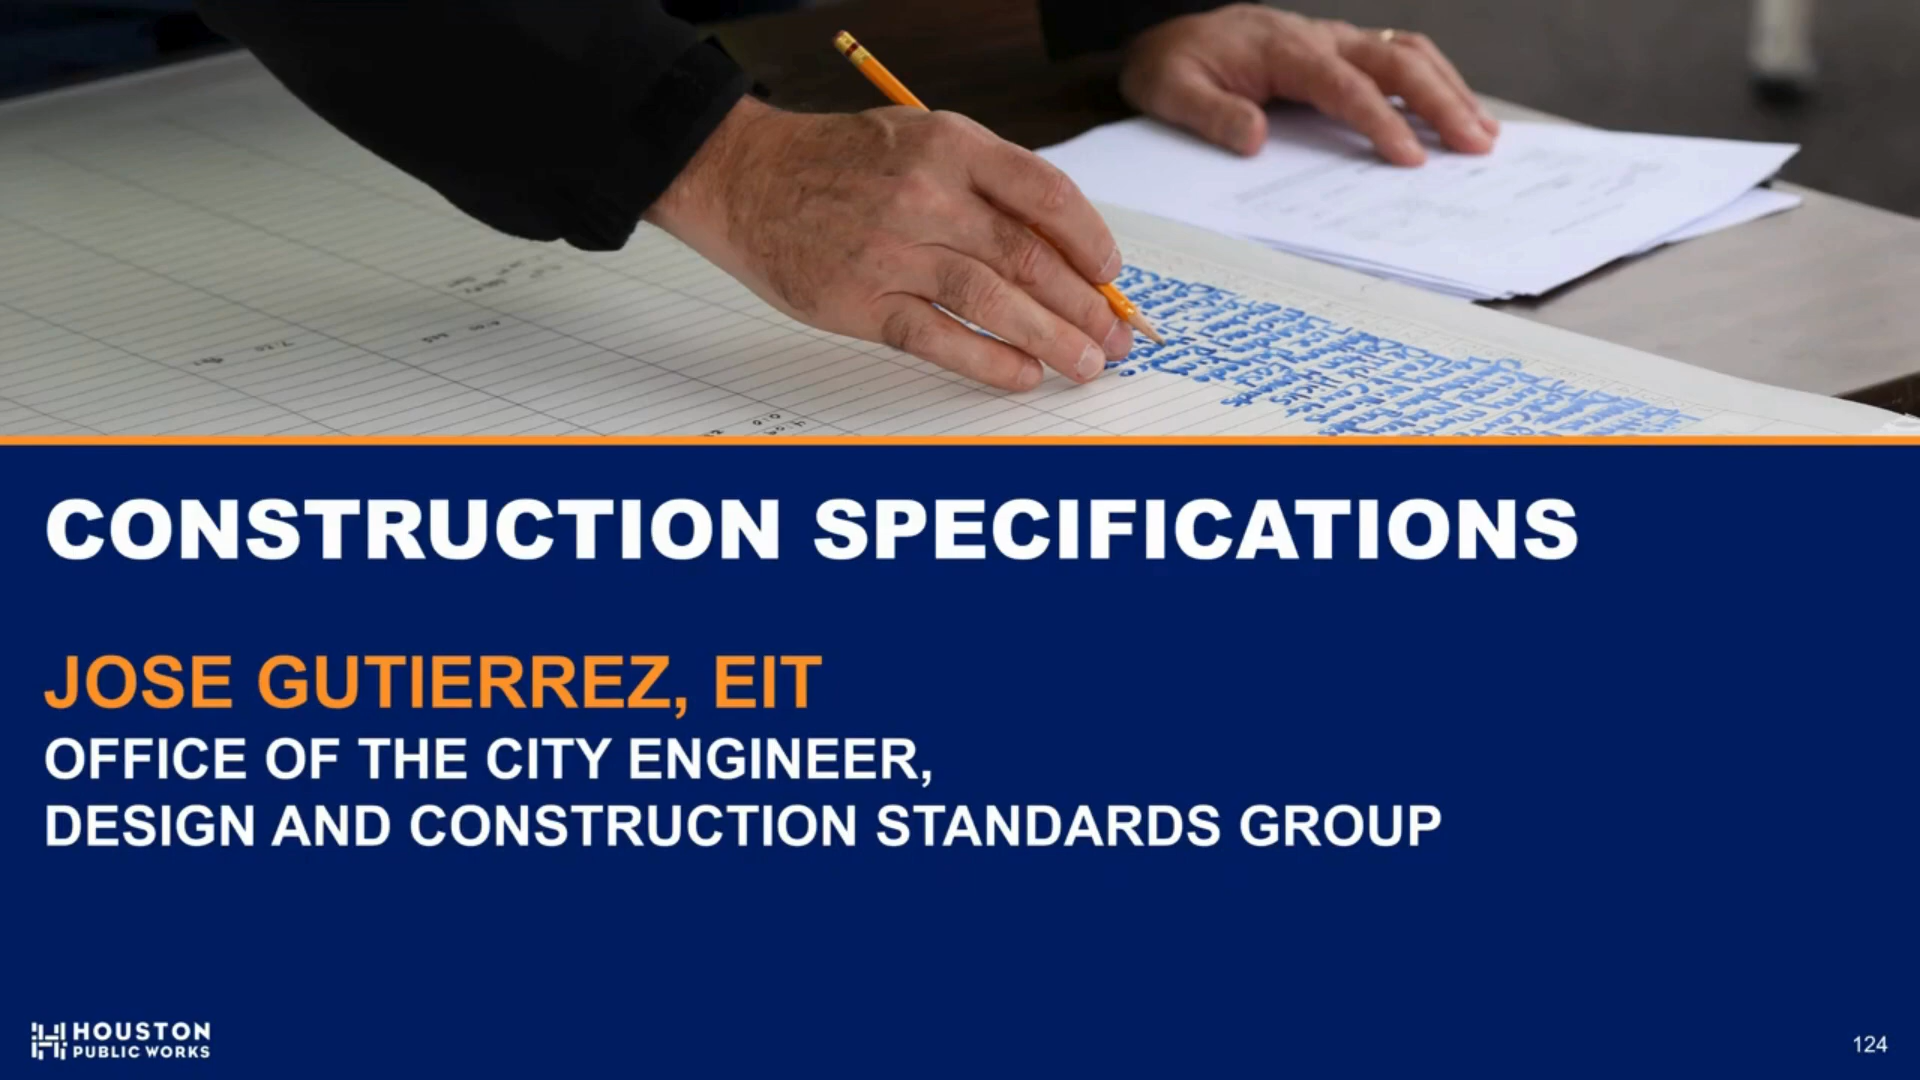 CONSTRUCTION SPECIFICATIONS
JOSE GUTIERREZ, EIT
OFFICE OF THE CITY ENGINEER,
DESIGN AND CONSTRUCTION STANDARDS GROUP
HOUSTON
PUBLIC WORKS
124